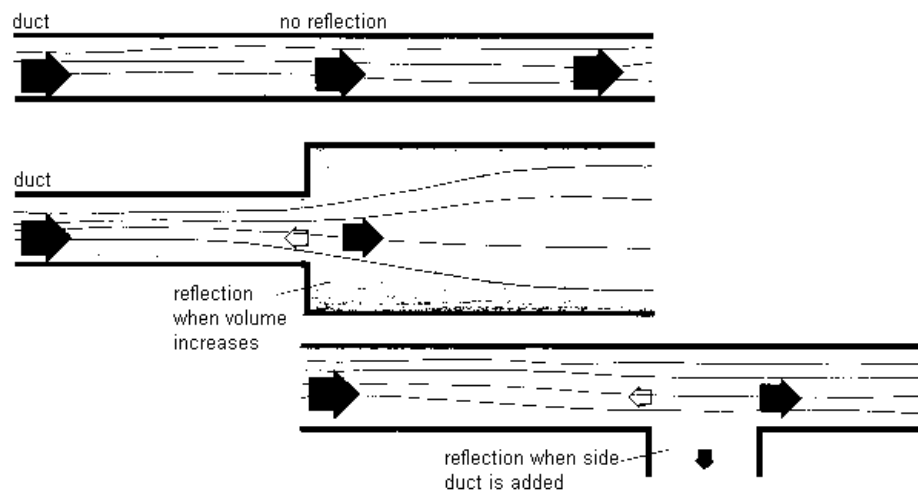 duct
no reflection
duct
reflection
when volume
increases
reflection when side
duct is added